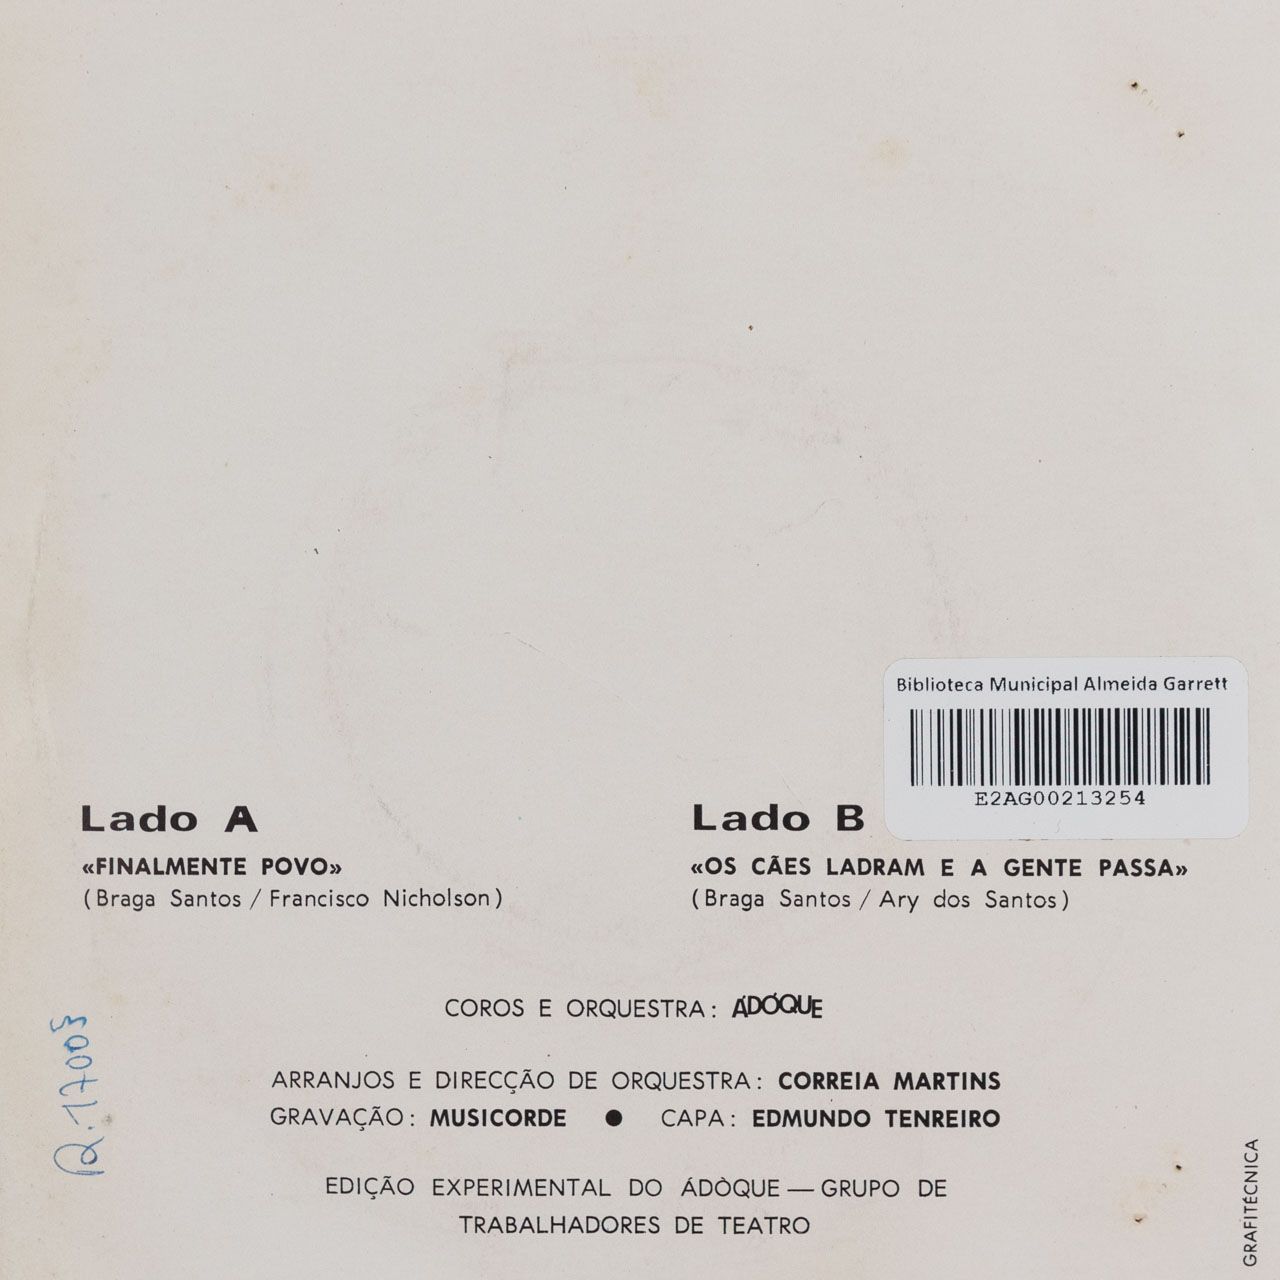 Biblioteca Municipal Almeida Garrett
E2AG00213254
Lado A
«FINALMENTE POVO»
(Braga Santos / Francisco Nicholson)
Lado B
«OS CÃES LADRAM E A GENTE PASSA»
(Braga Santos / Ary dos Santos)
COROS E ORQUESTRA: ÁDÓQUE
ARRANJOS E DIRECÇÃO DE ORQUESTRA: CORREIA MARTINS
GRAVAÇÃO: MUSICORDE ● CAPA: EDMUNDO TENREIRO
EDIÇÃO EXPERIMENTAL DO ÁDÒQUE — GRUPO DE
TRABALHADORES DE TEATRO
R.17003
GRAFITÉCNICA